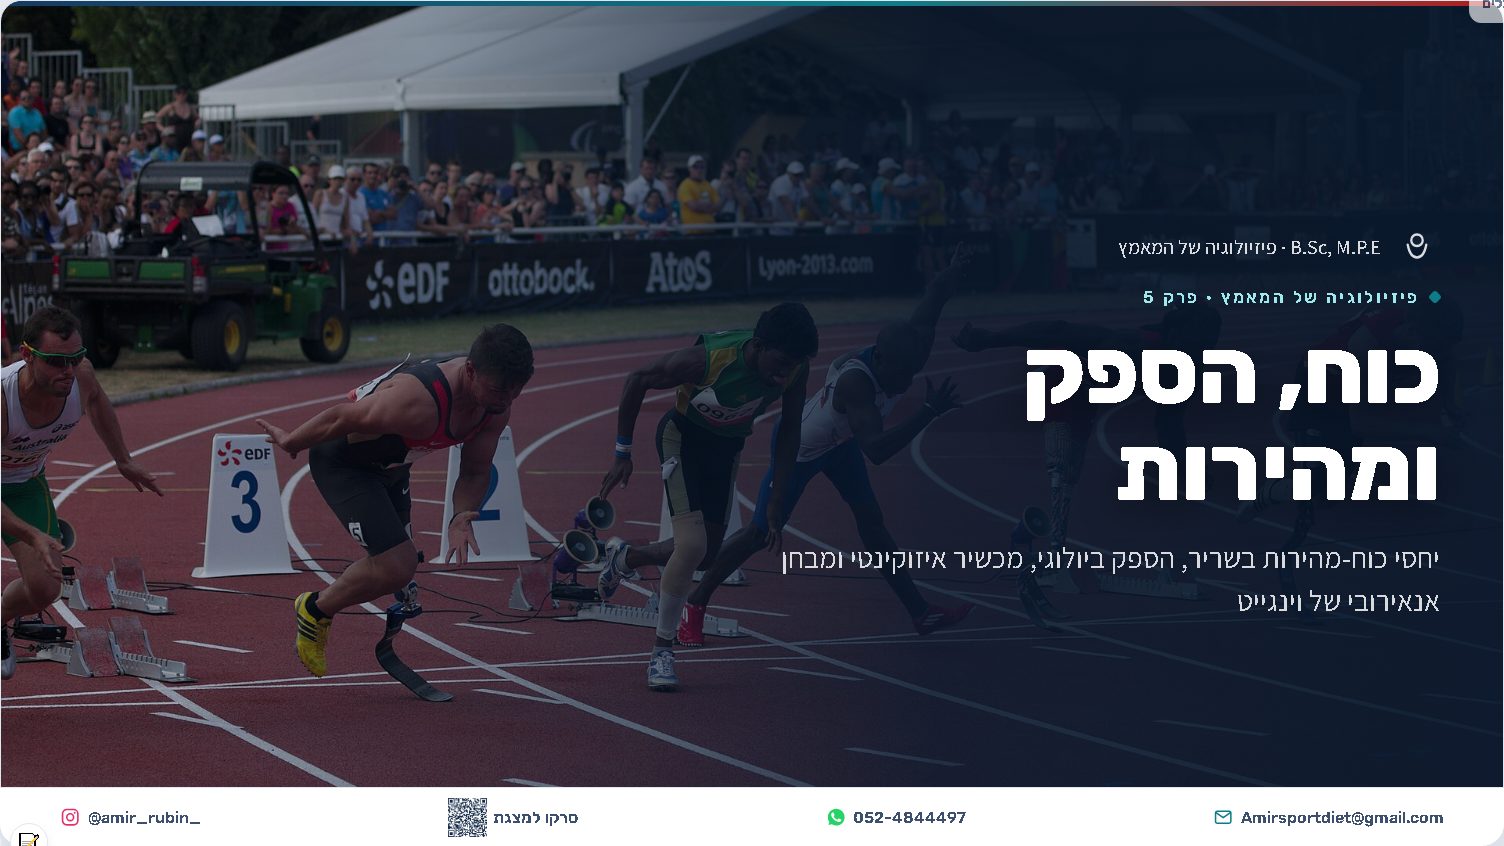 B.Sc, M.P.E · פיזיולוגיה של המאמץ
פיזיולוגיה של המאמץ • פרק 5
כוח, הספק
ומהירות
יחסי כוח-מהירות בשריר, הספק ביולוגי, מכשיר איזוקינטי ומבחן
אנאירובי של וינגייט
EDF
ottobock.
AtoS
Lyon-2013.com
Alpes
Australia
EDF
3
2
Amirsportdiet@gmail.com
052-4844497
סרקו למצגת
@amir_rubin_